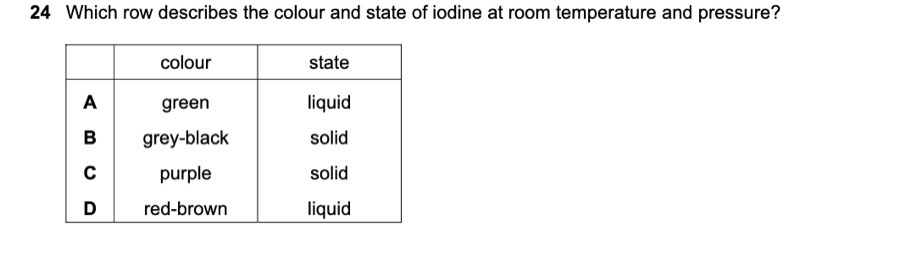 24 Which row describes the colour and state of iodine at room temperature and pressure?
colour state
A green liquid
B grey-black solid
C purple solid
D red-brown liquid